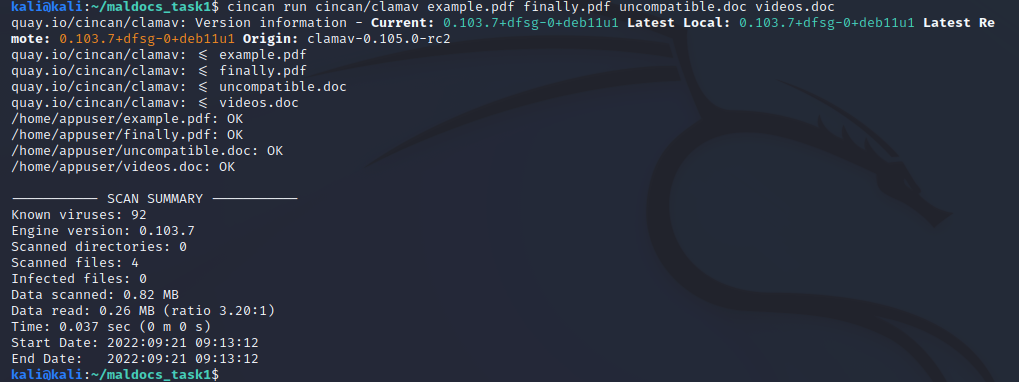 kali@kali:~/maldocs_task1$ cincan run cincan/clamav example.pdf finally.pdf uncompatible.doc videos.doc
quay.io/cincan/clamav: Version information - Current: 0.103.7+dfsg-0+deb11u1 Latest Local: 0.103.7+dfsg-0+deb11u1 Latest Re
mote: 0.103.7+dfsg-0+deb11u1 Origin: clamav-0.105.0-rc2
quay.io/cincan/clamav: <= example.pdf
quay.io/cincan/clamav: <= finally.pdf
quay.io/cincan/clamav: <= uncompatible.doc
quay.io/cincan/clamav: <= videos.doc
/home/appuser/example.pdf: OK
/home/appuser/finally.pdf: OK
/home/appuser/uncompatible.doc: OK
/home/appuser/videos.doc: OK
----------- SCAN SUMMARY -----------
Known viruses: 92
Engine version: 0.103.7
Scanned directories: 0
Scanned files: 4
Infected files: 0
Data scanned: 0.82 MB
Data read: 0.26 MB (ratio 3.20:1)
Time: 0.037 sec (0 m 0 s)
Start Date: 2022:09:21 09:13:12
End Date:   2022:09:21 09:13:12
kali@kali:~/maldocs_task1$